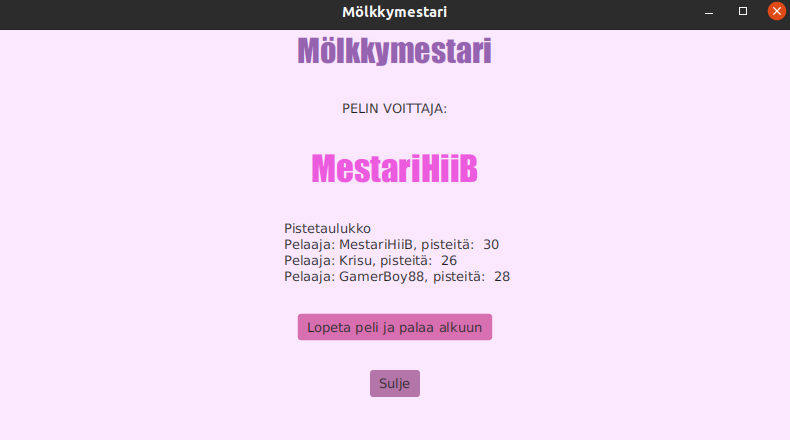 Mölkkymestari
Mölkkymestari
PELIN VOITTAJA:
MestariHiiB
Pistetaulukko
Pelaaja: MestariHiiB, pisteitä:  30
Pelaaja: Krisu, pisteitä:  26
Pelaaja: GamerBoy88, pisteitä:  28
Lopeta peli ja palaa alkuun
Sulje